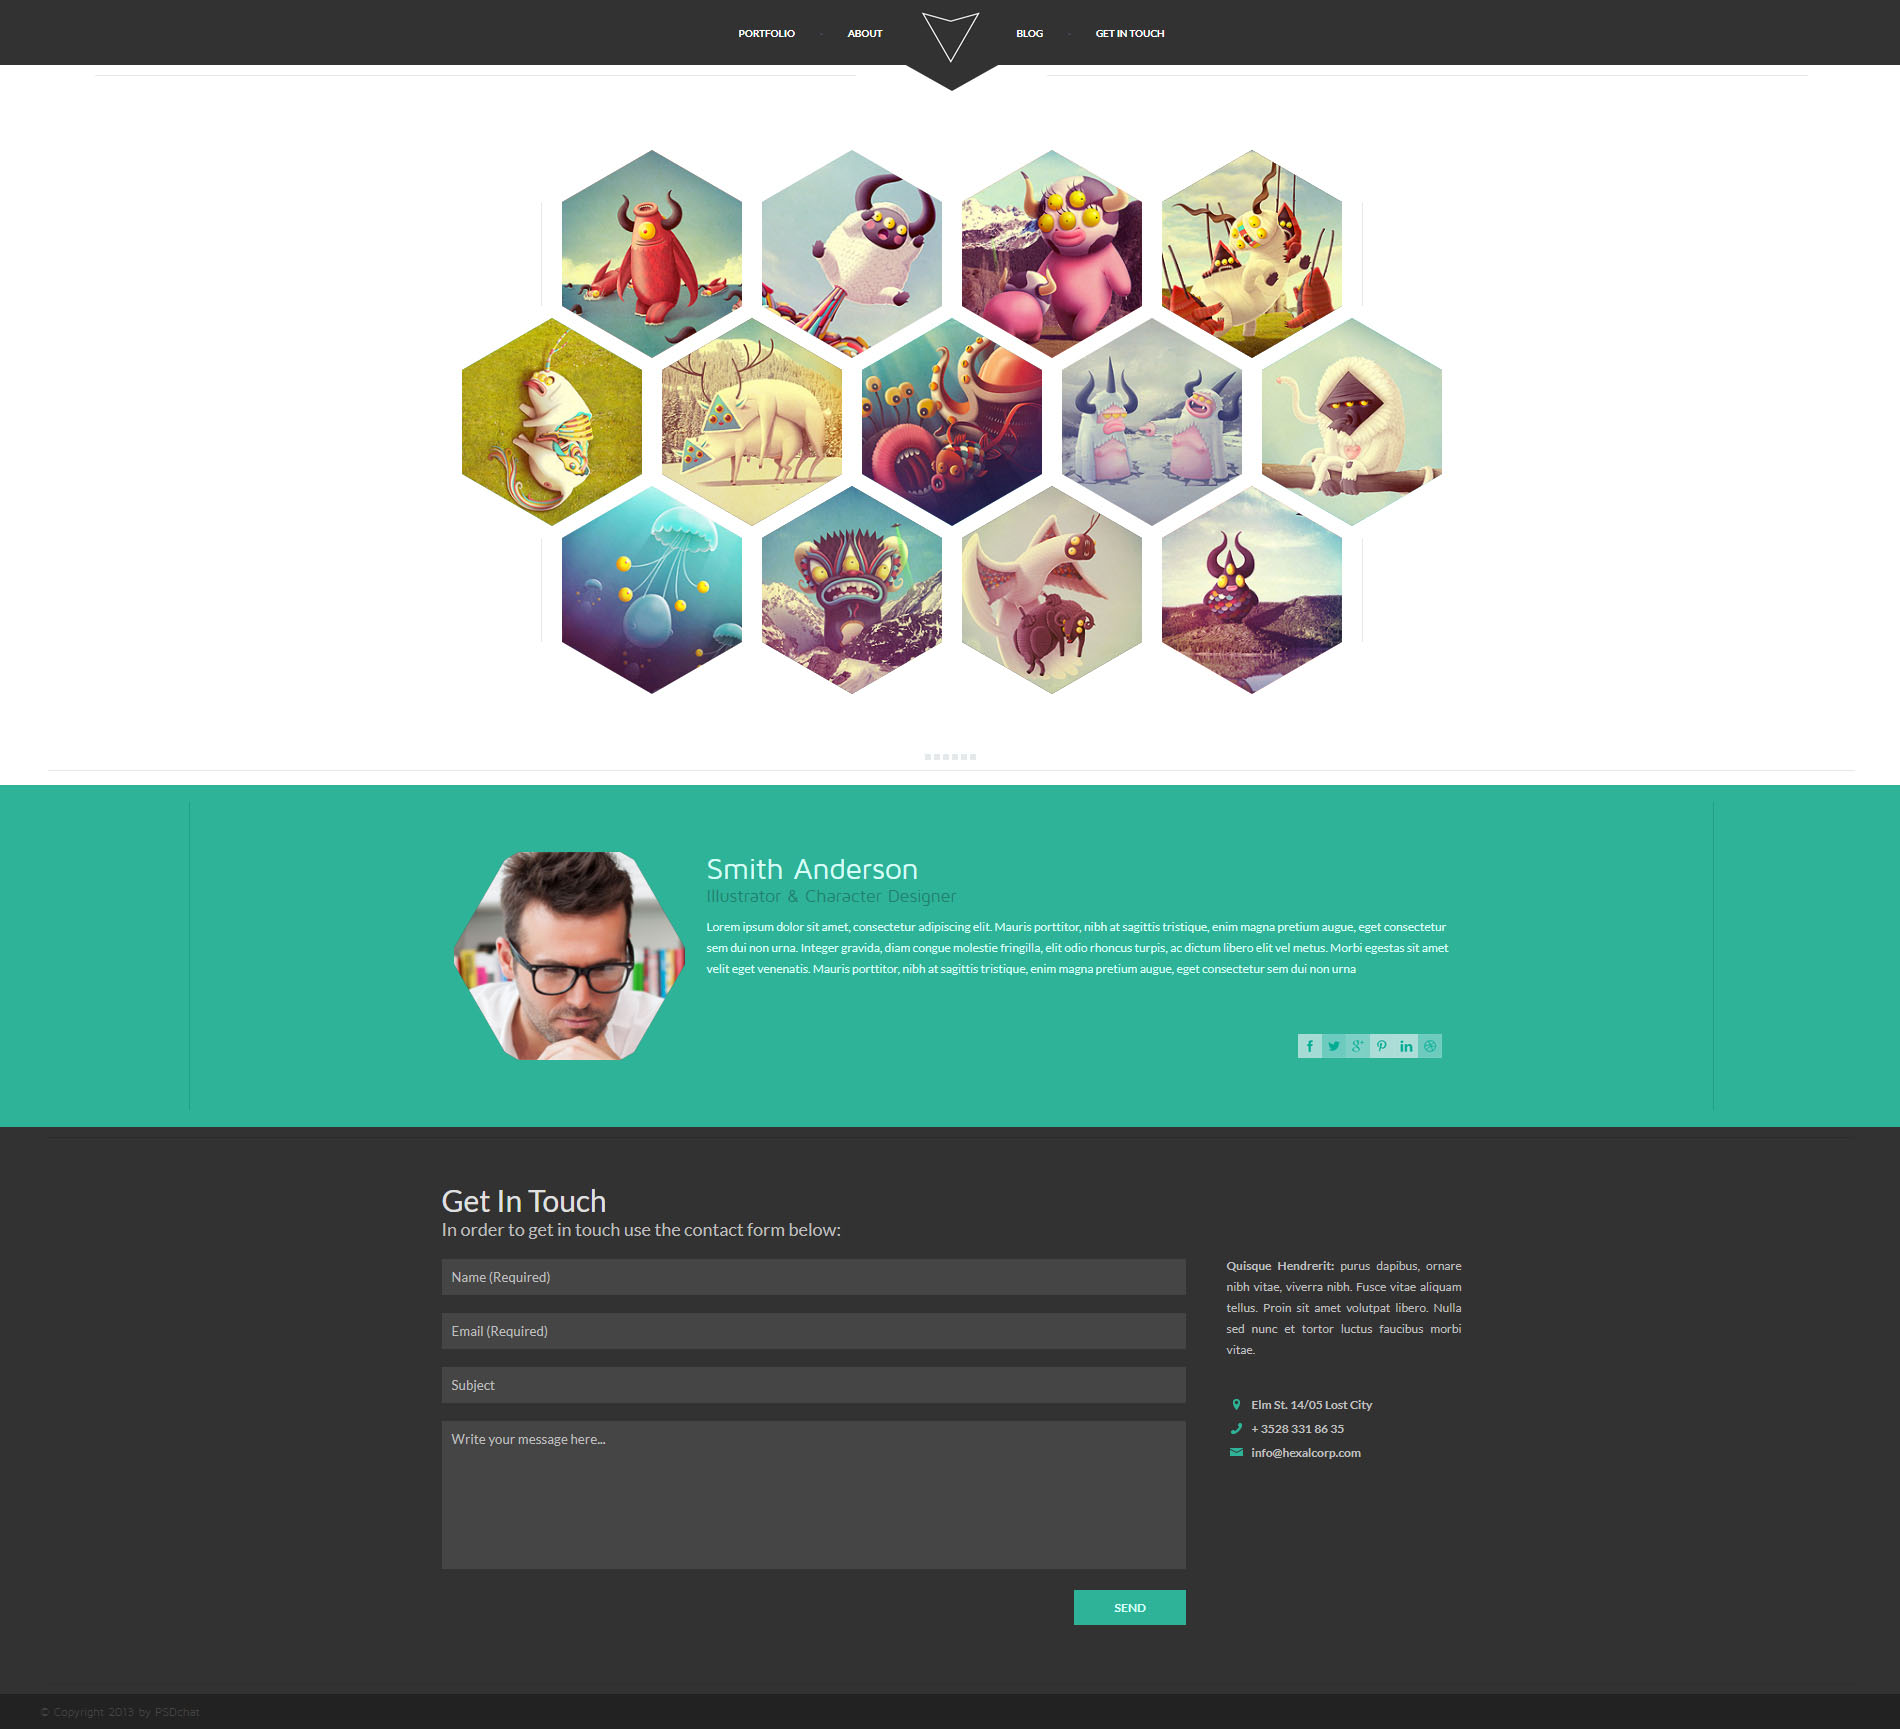 PORTFOLIO - ABOUT BLOG - GET IN TOUCH
Smith Anderson
Illustrator & Character Designer
Lorem ipsum dolor sit amet, consectetur adipiscing elit. Mauris porttitor, nibh at sagittis tristique, enim magna pretium augue, eget consectetur
sem dui non urna. Integer gravida, diam congue molestie fringilla, elit odio rhoncus turpis, ac dictum libero elit vel metus. Morbi egestas sit amet
velit eget venenatis. Mauris porttitor, nibh at sagittis tristique, enim magna pretium augue, eget consectetur sem dui non urna
Get In Touch
In order to get in touch use the contact form below:
Name (Required)
Email (Required)
Subject
Write your message here...
SEND
Quisque Hendrerit: purus dapibus, ornare
nibh vitae, viverra nibh. Fusce vitae aliquam
tellus. Proin sit amet volutpat libero. Nulla
sed nunc et tortor luctus faucibus morbi
vitae.
Elm St. 14/05 Lost City
+ 3528 331 86 35
info@hexalcorp.com
© Copyright 2013 by PSDchat